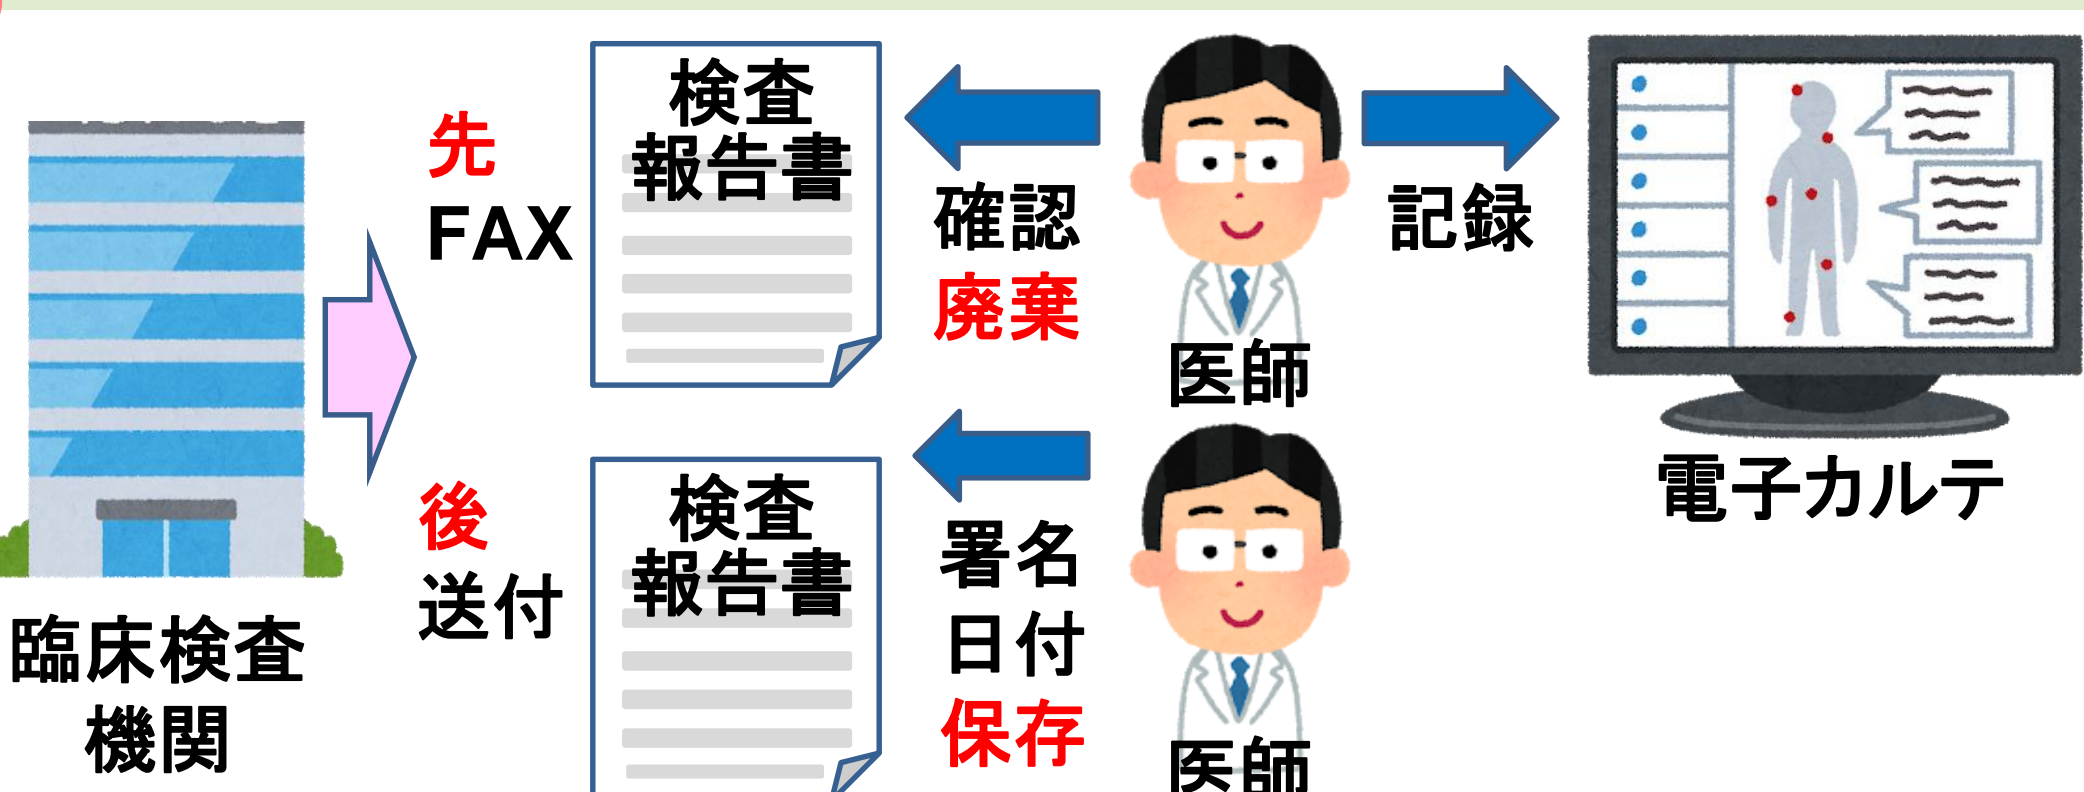 臨床検査
機関
先
FAX
検査
報告書
確認
廃棄
医師
記録
電子カルテ
後
送付
検査
報告書
署名
日付
保存
医師